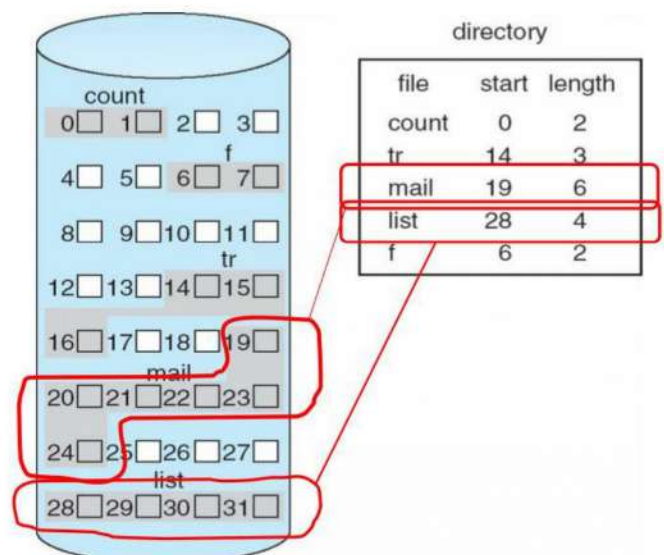 count
0 1 2 3
f
4 5 6 7
8 9 10 11
tr
12 13 14 15
16 17 18 19
mail
20 21 22 23
24 25 26 27
list
28 29 30 31
directory
file start length
count 0 2
tr 14 3
mail 19 6
list 28 4
f 6 2